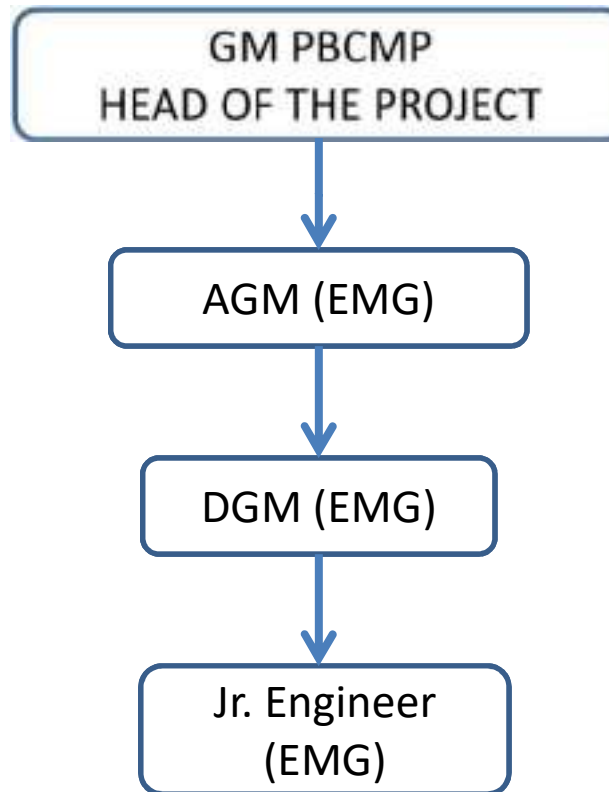 GM PBCMP
HEAD OF THE PROJECT
AGM (EMG)
DGM (EMG)
Jr. Engineer
(EMG)